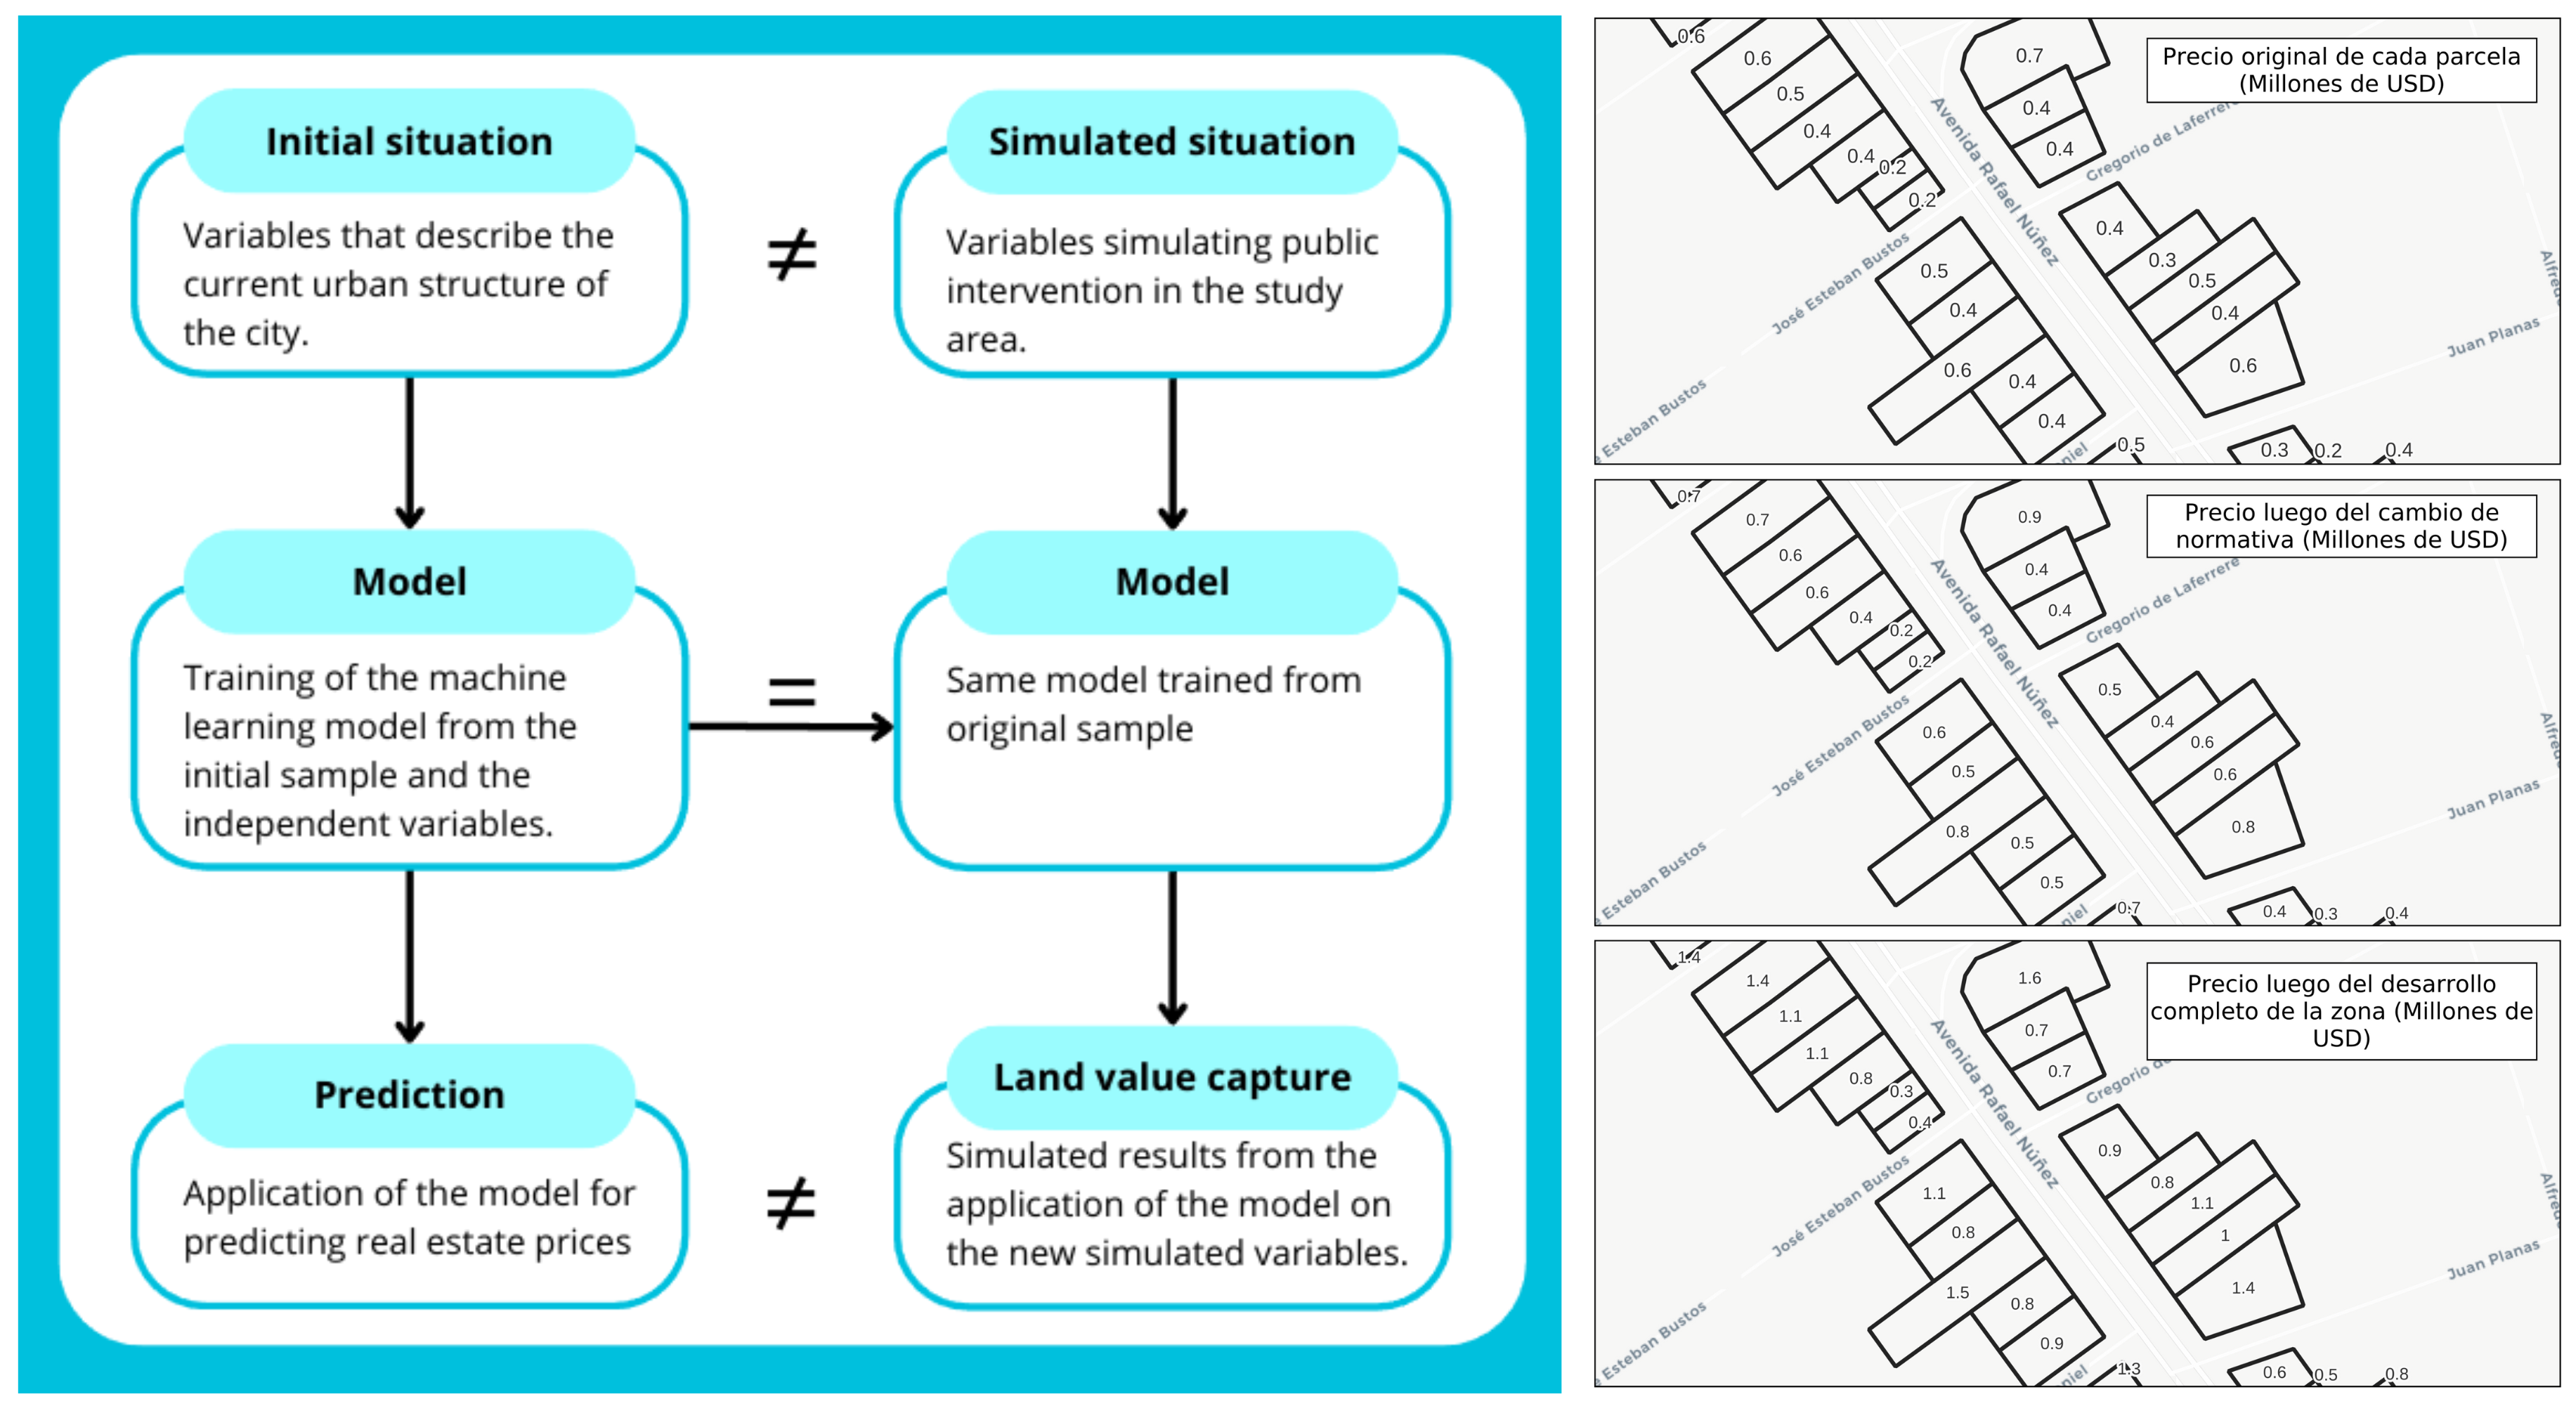 Initial situation
Variables that describe the
current urban structure of
the city.
≠
Simulated situation
Variables simulating public
intervention in the study
area.
Model
Training of the machine
learning model from the
initial sample and the
independent variables.
=
Model
Same model trained from
original sample
Prediction
Application of the model for
predicting real estate prices
≠
Land value capture
Simulated results from the
application of the model on
the new simulated variables.
Precio original de cada parcela
(Millones de USD)
0.6
0.6
0.5
0.4
0.4
0.2
0.2
0.7
0.4
0.4
Avenida Rafael Núñez
Gregorio de Laferrere
José Esteban Bustos
Esteban Bustos
0.5
0.4
0.6
0.4
0.4
0.5
0.4
0.3
0.5
0.4
0.6
Juan Planas
0.3
0.2
0.4
Precio luego del cambio de
normativa (Millones de USD)
0.7
0.7
0.6
0.6
0.4
0.2
0.2
0.9
0.4
0.4
Avenida Rafael Núñez
Gregorio de Laferrere
José Esteban Bustos
Esteban Bustos
0.6
0.5
0.8
0.5
0.5
0.7
0.5
0.4
0.6
0.6
0.8
Juan Planas
0.4
0.3
0.4
Precio luego del desarrollo
completo de la zona (Millones de
USD)
1.4
1.4
1.1
1.1
0.8
0.3
0.4
1.6
0.7
0.7
Avenida Rafael Núñez
Gregorio de
José Esteban Bustos
Esteban Bustos
1.1
0.8
1.5
0.8
0.9
1.3
0.9
0.8
1.1
1
1.4
Juan Planas
0.6
0.5
0.8